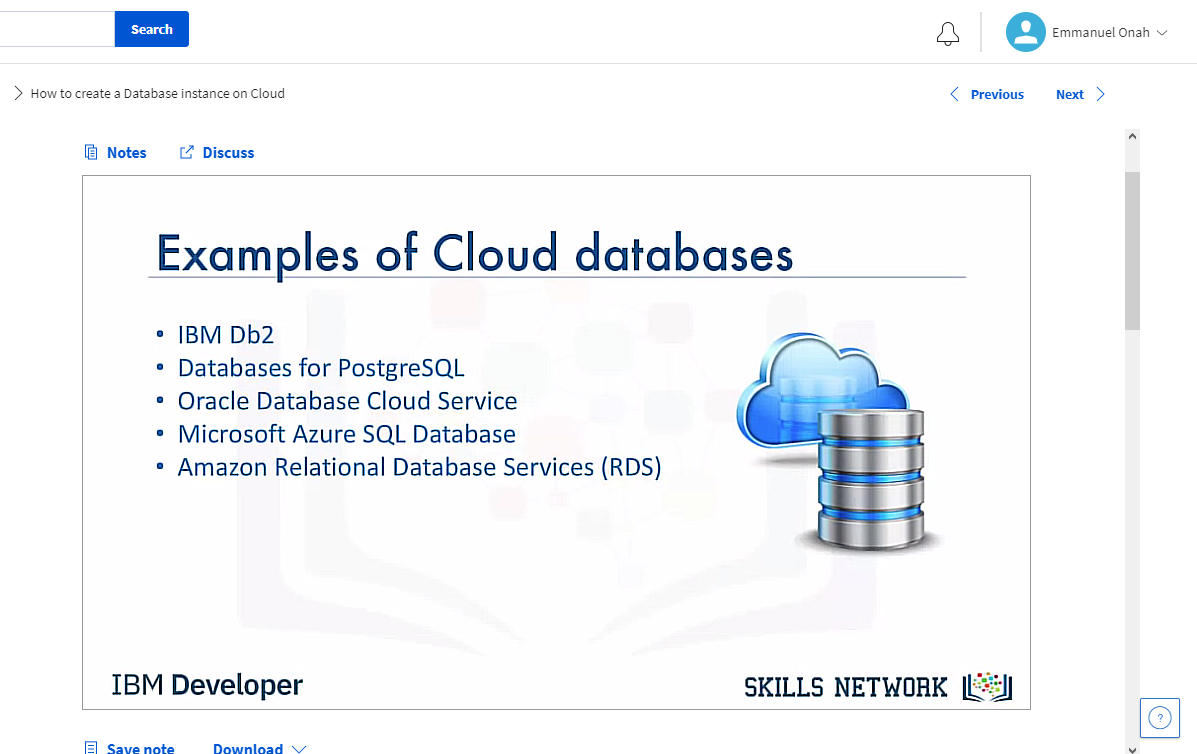 Search
Emmanuel Onah
How to create a Database instance on Cloud
Previous
Next
Notes
Discuss
Examples of Cloud databases
• IBM Db2
• Databases for PostgreSQL
• Oracle Database Cloud Service
• Microsoft Azure SQL Database
• Amazon Relational Database Services (RDS)
IBM Developer
SKILLS NETWORK
?
Save note
Download